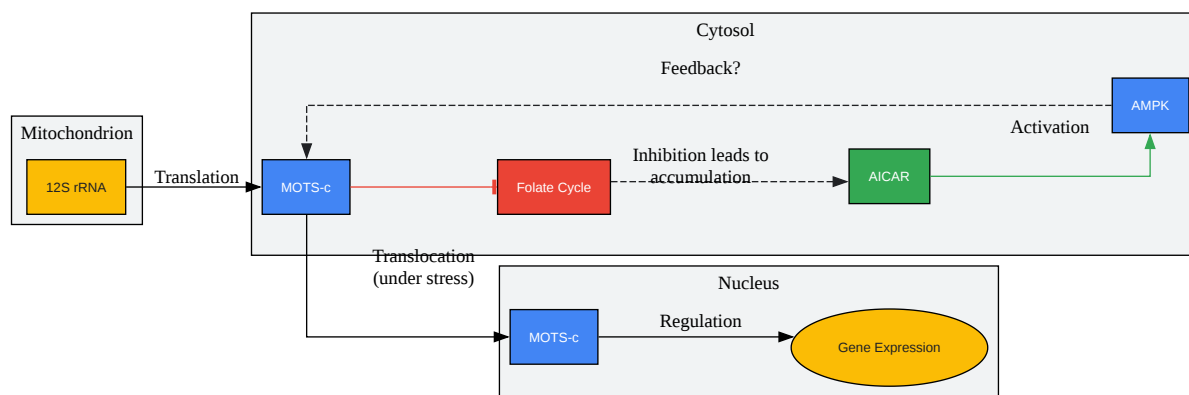 Cytosol
Feedback?
AMPK
Activation
Mitochondrion
12S rRNA
Translation
MOTS-c
Folate Cycle
Inhibition leads to
accumulation
AICAR
Translocation
(under stress)
Nucleus
MOTS-c
Regulation
Gene Expression